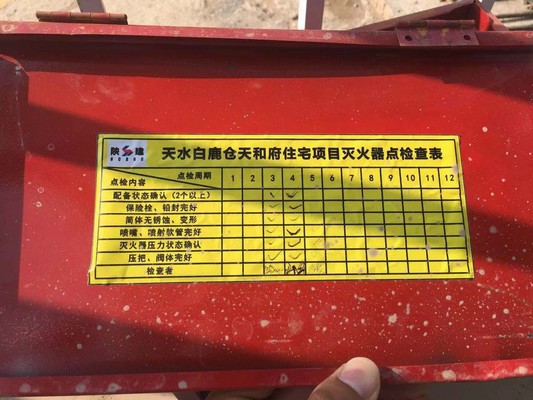 陕建 天水白鹿仓天和府住宅项目灭火器点检查表
点检周期 1 2 3 4 5 6 7 8 9 10 11 12
点检内容
配备状态确认(2个以上) ✓ ✓
保险栓、铅封完好 ✓ ✓
筒体无锈蚀、变形 ✓ ✓
喷嘴、喷射软管完好 ✓ ✓
灭火器压力状态确认 ✓ ✓
压把、阀体完好 ✓ ✓
检查者